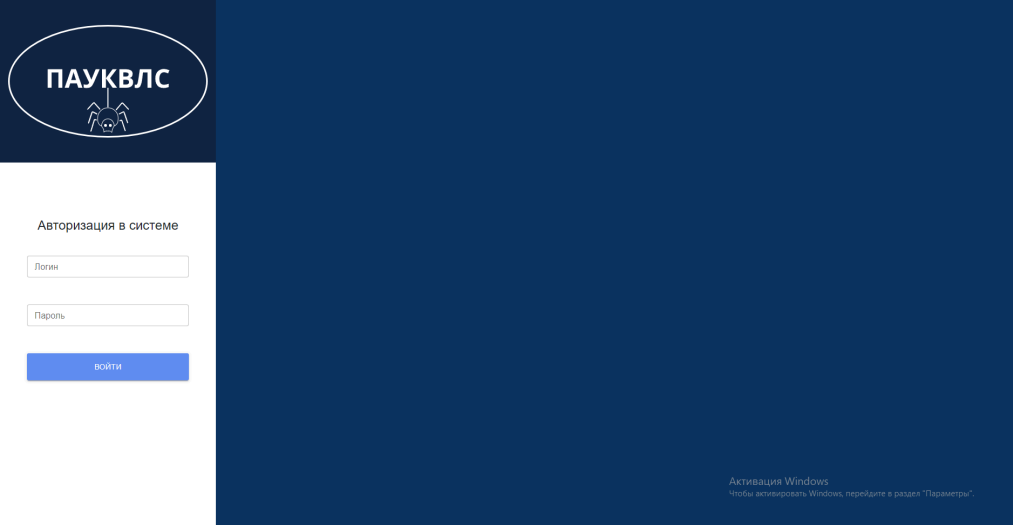 ПАУКВЛС
Авторизация в системе
Логин
Пароль
ВОЙТИ
Активация Windows
Чтобы активировать Windows, перейдите в раздел "Параметры".